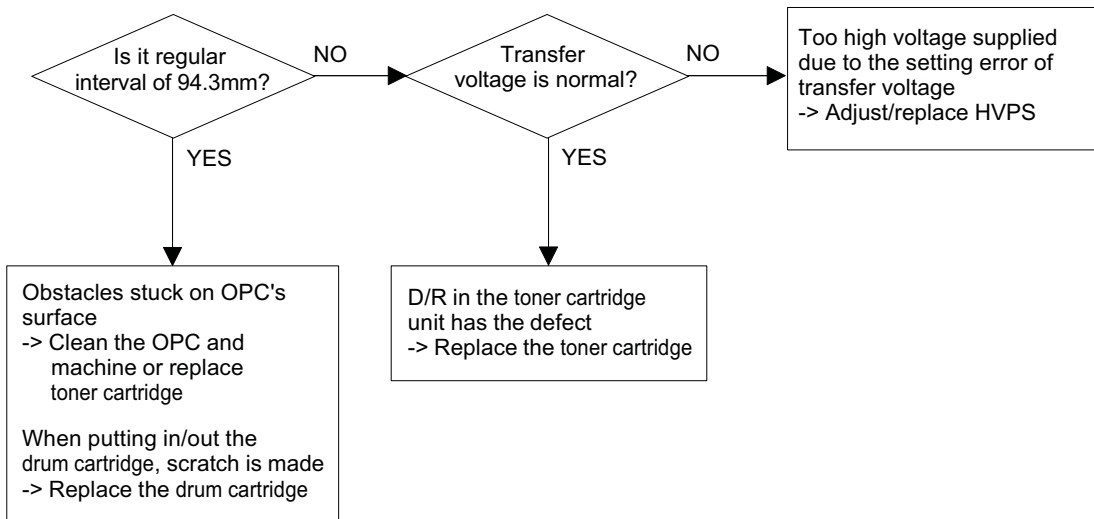 Is it regular
interval of 94.3mm?
NO
YES
Transfer
voltage is normal?
NO
YES
Too high voltage supplied
due to the setting error of
transfer voltage
-> Adjust/replace HVPS
Obstacles stuck on OPC's
surface
-> Clean the OPC and
machine or replace
toner cartridge
When putting in/out the
drum cartridge, scratch is made
-> Replace the drum cartridge
D/R in the toner cartridge
unit has the defect
-> Replace the toner cartridge